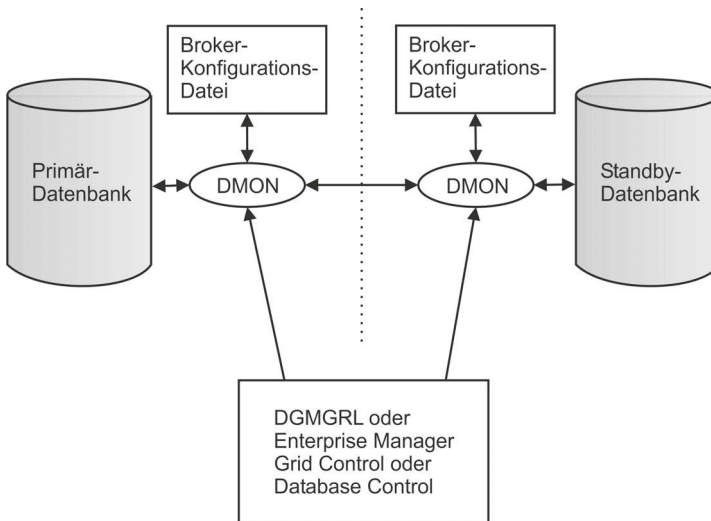 Broker-
Konfigurations-
Datei
Broker-
Konfigurations-
Datei
Primär-
Datenbank
DMON
DMON
Standby-
Datenbank
DGMGRL oder
Enterprise Manager
Grid Control oder
Database Control